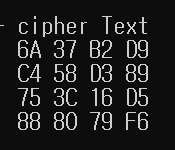 - cipher Text
6A 37 B2 D9
C4 58 D3 89
75 3C 16 D5
88 80 79 F6